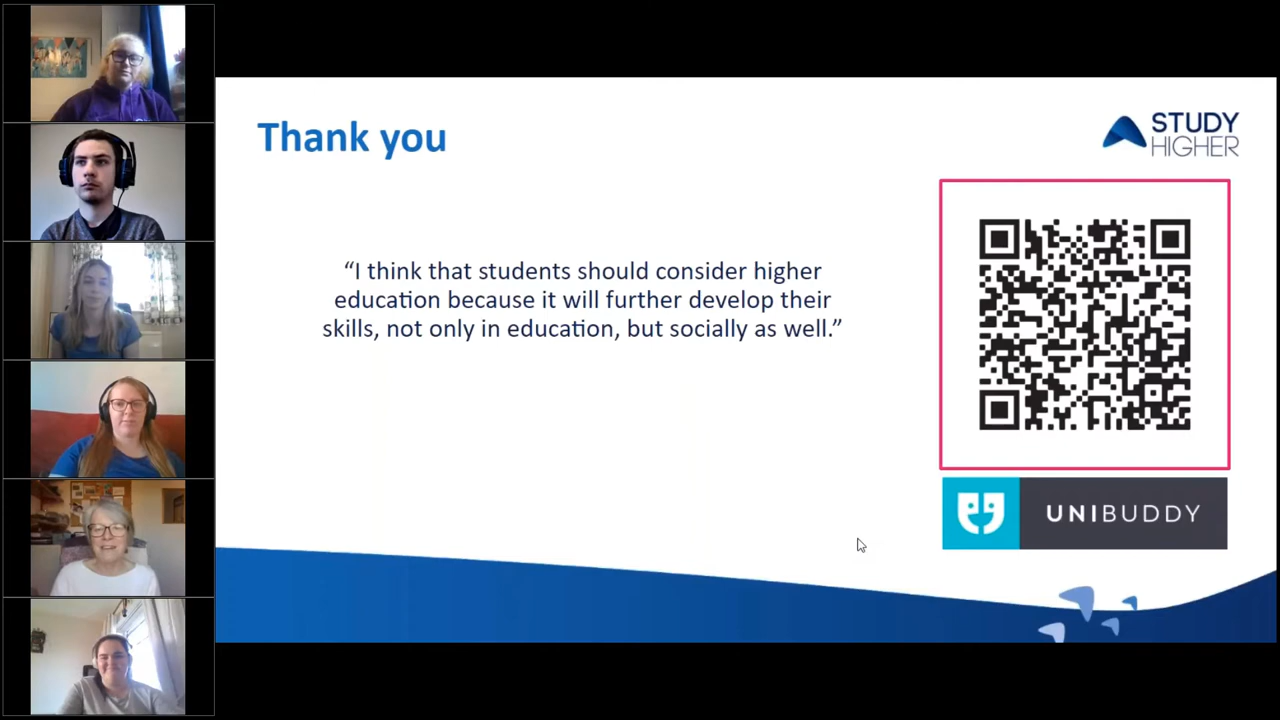 Thank you
STUDY
HIGHER
“I think that students should consider higher
education because it will further develop their
skills, not only in education, but socially as well.”
UNIBUDDY